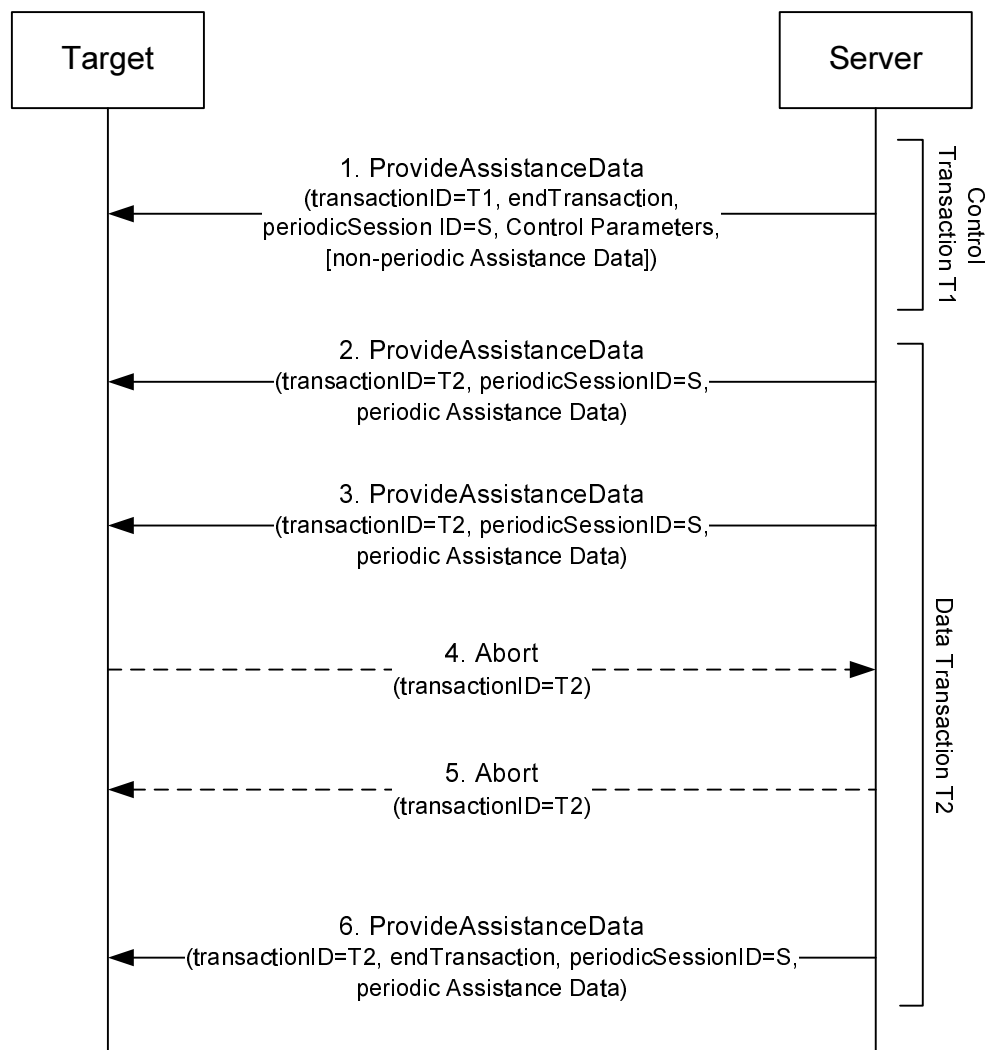 Target
Server
1. ProvideAssistanceData
(transactionID=T1, endTransaction,
periodicSession ID=S, Control Parameters,
[non-periodic Assistance Data])
Control
Transaction T1
2. ProvideAssistanceData
(transactionID=T2, periodicSessionID=S,
periodic Assistance Data)
3. ProvideAssistanceData
(transactionID=T2, periodicSessionID=S,
periodic Assistance Data)
Data Transaction T2
4. Abort
(transactionID=T2)
5. Abort
(transactionID=T2)
6. ProvideAssistanceData
(transactionID=T2, endTransaction, periodicSessionID=S,
periodic Assistance Data)